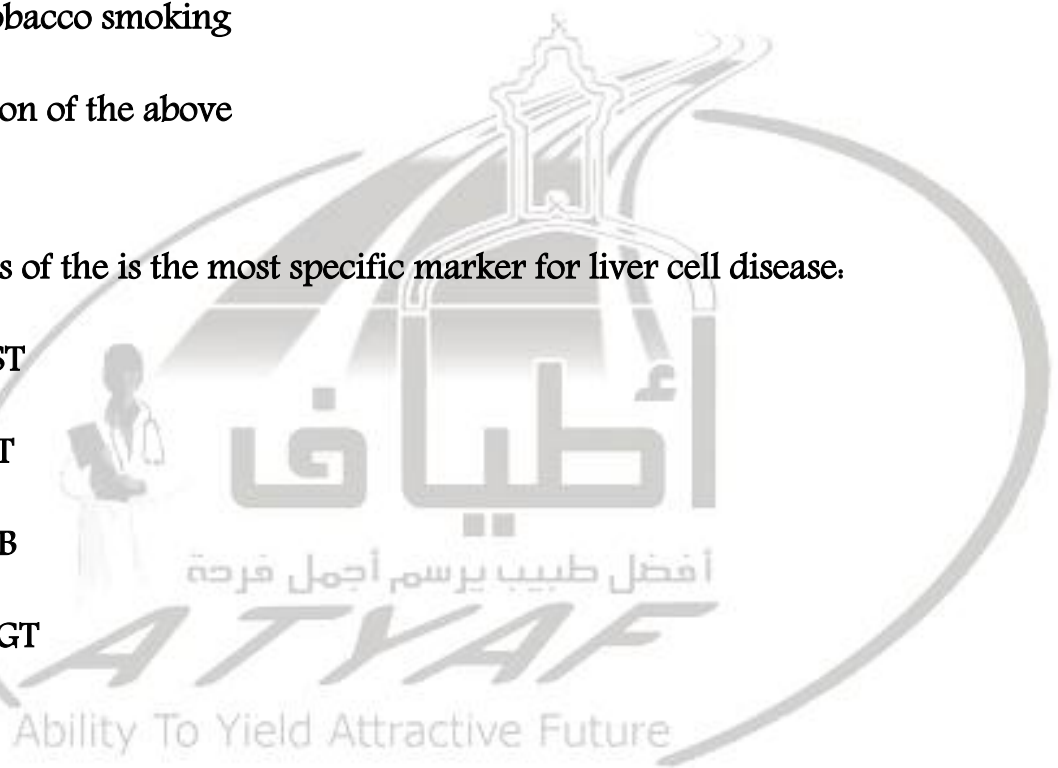 obacco smoking
on of the above
s of the is the most specific marker for liver cell disease:
ST
T
B
GT
أطياف
أفضل طبيب يرسم أجمل فرحة
ATYAF
Ability To Yield Attractive Future